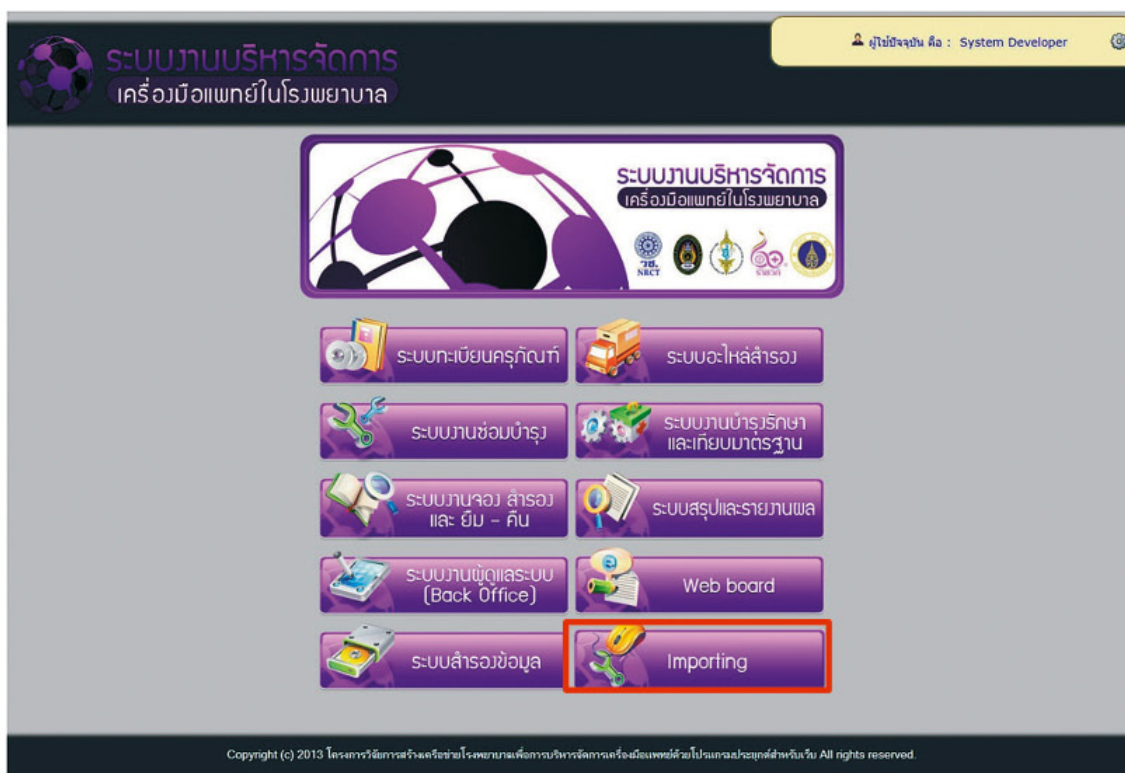 ระบบงานบริหารจัดการ
เครื่องมือแพทย์ในโรงพยาบาล
ผู้ใช้ปัจจุบัน คือ : System Developer
ระบบงานบริหารจัดการ
เครื่องมือแพทย์ในโรงพยาบาล
วช.
NRCT
ระบบทะเบียนครุภัณฑ์
ระบบอะไหล่สำรอง
ระบบงานซ่อมบำรุง
ระบบงานบำรุงรักษา
และเทียบมาตรฐาน
ระบบงานจอง สำรอง
และ ยืม - คืน
ระบบสรุปและรายงานผล
ระบบงานผู้ดูแลระบบ
(Back Office)
Web board
ระบบสำรองข้อมูล
Importing
Copyright (c) 2013 โครงการวิจัยการสร้างเครือข่ายโรงพยาบาลเพื่อการบริหารจัดการเครื่องมือแพทย์ด้วยโปรแกรมประยุกต์สำหรับเว็บ All rights reserved.